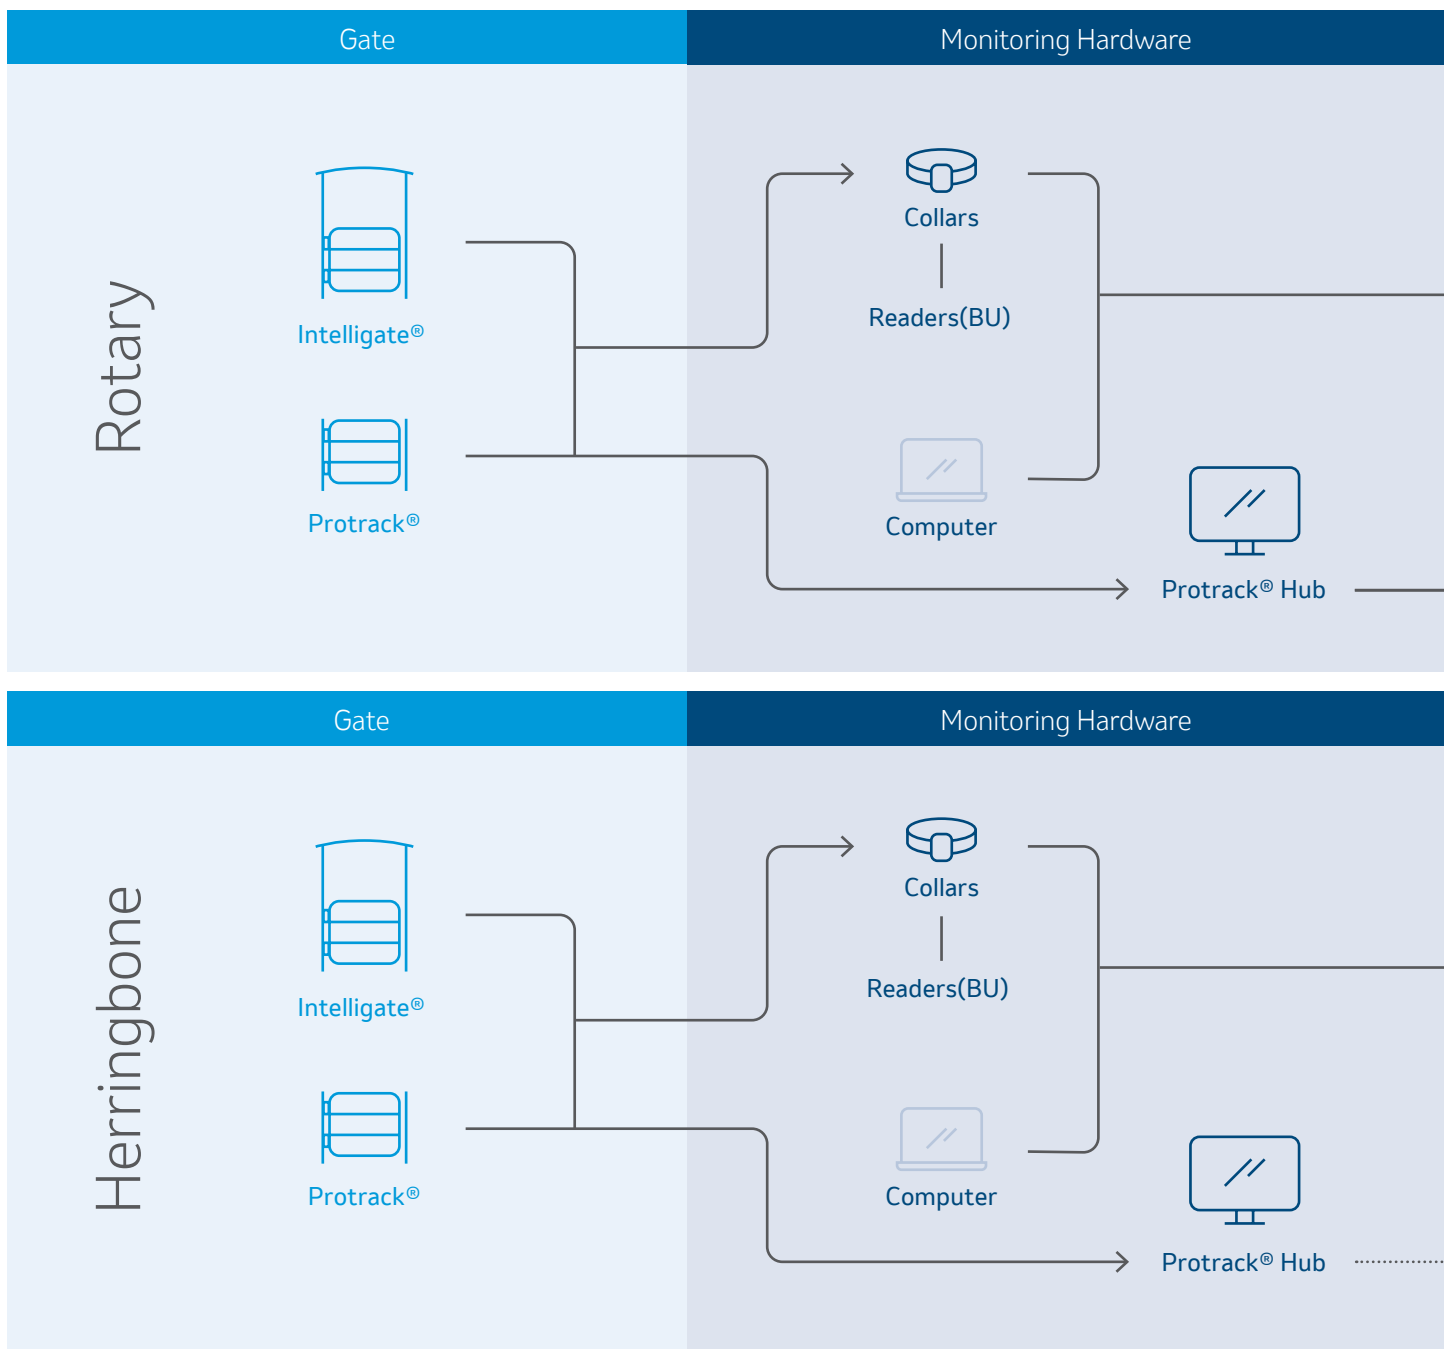 Gate
Monitoring Hardware
Rotary
Intelligate®
Protrack®
Collars
Readers(BU)
Computer
Protrack® Hub
Gate
Monitoring Hardware
Herringbone
Intelligate®
Protrack®
Collars
Readers(BU)
Computer
Protrack® Hub